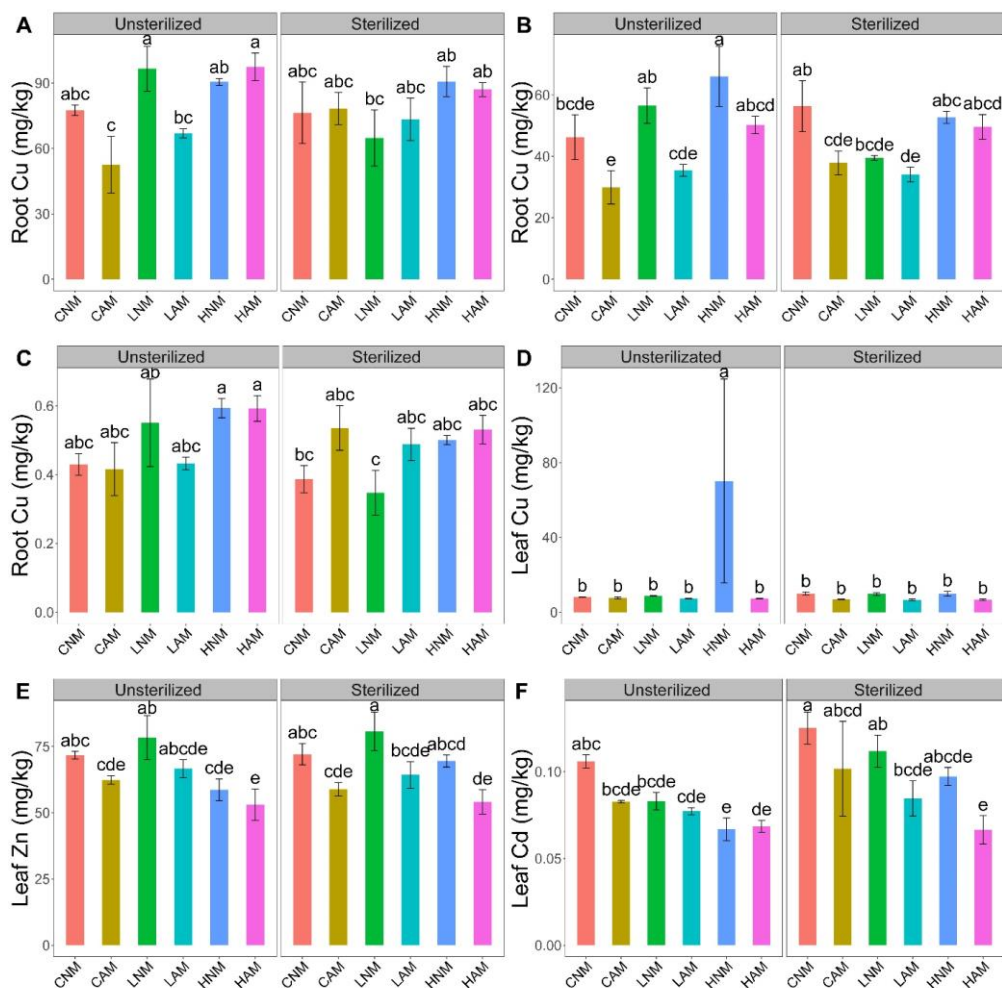 A
Unsterilized Sterilized
Root Cu (mg/kg)
90
60
30
0
abc c a bc ab a
abc abc bc abc ab ab
CNM CAM LNM LAM HNM HAM
CNM CAM LNM LAM HNM HAM
B
Unsterilized Sterilized
Root Cu (mg/kg)
60
40
20
0
bcde e ab cde a abcd
ab cde bcde de abc abcd
CNM CAM LNM LAM HNM HAM
CNM CAM LNM LAM HNM HAM
C
Unsterilized Sterilized
Root Cu (mg/kg)
0.6
0.4
0.2
0.0
abc abc ab abc a a
bc abc c abc abc abc
CNM CAM LNM LAM HNM HAM
CNM CAM LNM LAM HNM HAM
D
Unsterilizated Sterilized
Leaf Cu (mg/kg)
120
80
40
0
b b b b a b
b b b b b b
CNM CAM LNM LAM HNM HAM
CNM CAM LNM LAM HNM HAM
E
Unsterilized Sterilized
Leaf Zn (mg/kg)
75
50
25
0
abc cde ab abcde cde e
abc cde a bcde abcd de
CNM CAM LNM LAM HNM HAM
CNM CAM LNM LAM HNM HAM
F
Unsterilized Sterilized
Leaf Cd (mg/kg)
0.10
0.05
0.00
abc bcde bcde cde e de
a abcd ab bcde abcde e
CNM CAM LNM LAM HNM HAM
CNM CAM LNM LAM HNM HAM